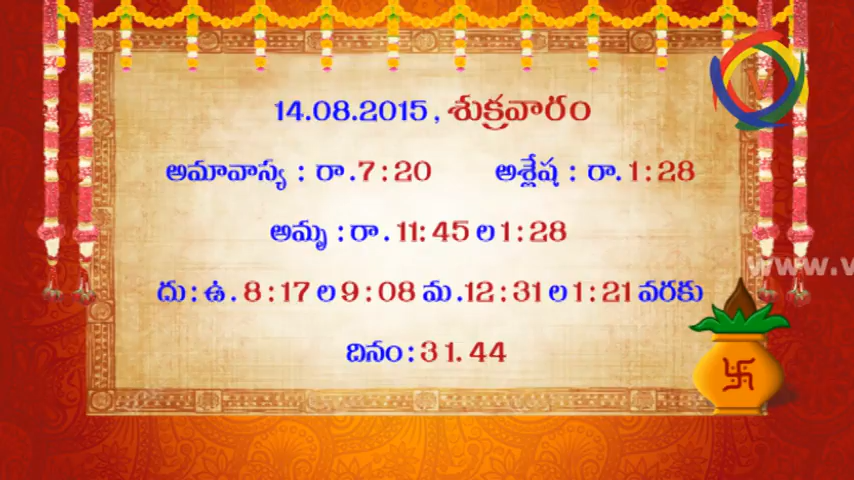 14.08.2015 , శుక్రవారం
అమావాస్య : రా .7 : 20 అశ్లేష : రా. 1 : 28
అమృ : రా . 11: 45 ల 1 : 28
దు : ఉ . 8 : 17 ల 9 : 08 మ .12 : 31 ల 1 : 21 వరకు
దినం : 31. 44
www.v